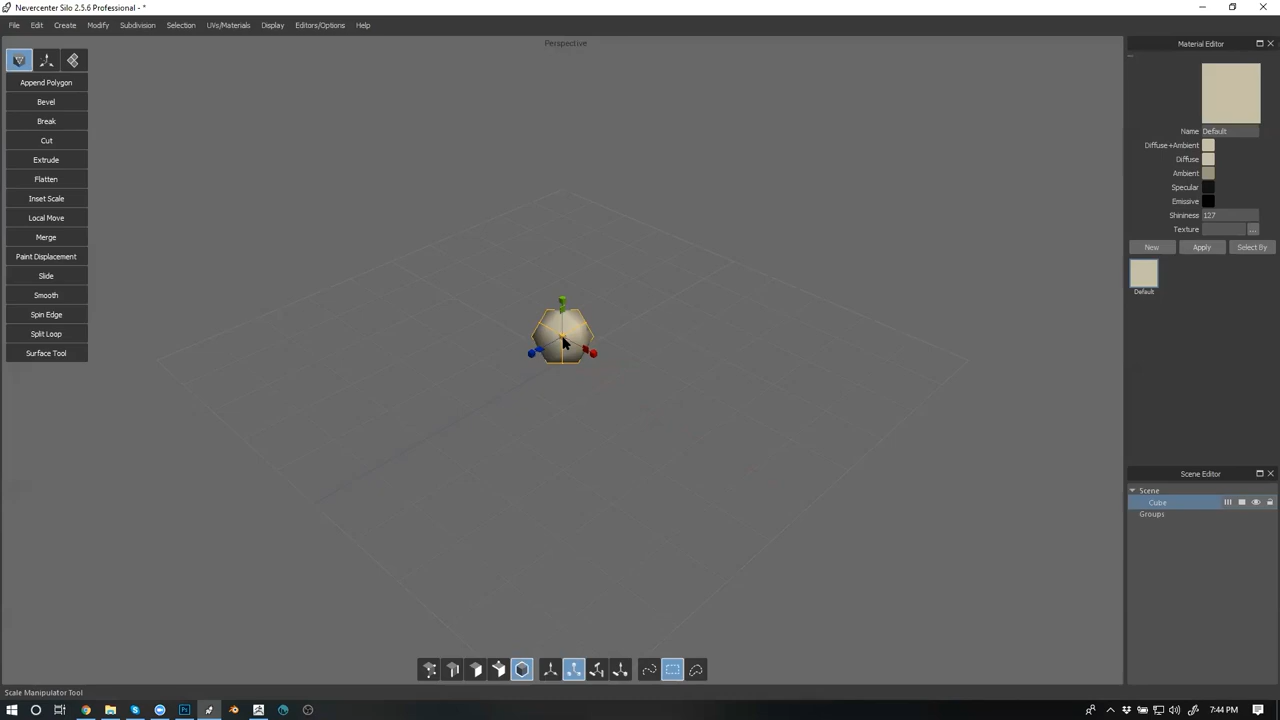 Nevercenter Silo 2.5.6 Professional - *
File Edit Create Modify Subdivision Selection UVs/Materials Display Editors/Options Help
Perspective
Material Editor
Append Polygon
Bevel
Break
Cut
Extrude
Flatten
Inset Scale
Local Move
Merge
Paint Displacement
Slide
Smooth
Spin Edge
Split Loop
Surface Tool
Name Default
Diffuse+Ambient
Diffuse
Ambient
Specular
Emissive
Shininess 127
Texture ...
New Apply Select By
Default
Scene Editor
Scene
Cube
Groups
Scale Manipulator Tool
7:44 PM